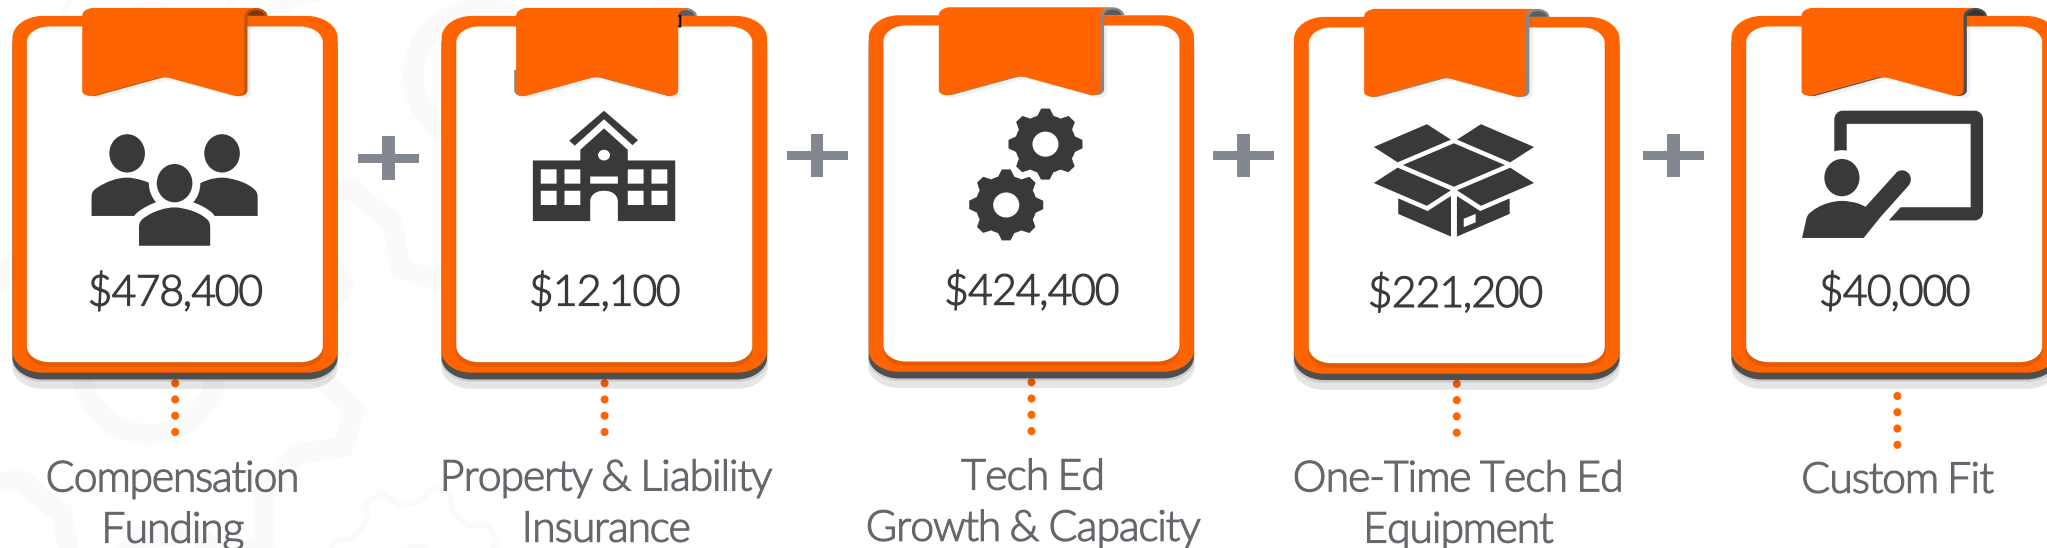 $478,400
$12,100
$424,400
$221,200
$40,000
Compensation
Funding
Property & Liability
Insurance
Tech Ed
Growth & Capacity
One-Time Tech Ed
Equipment
Custom Fit